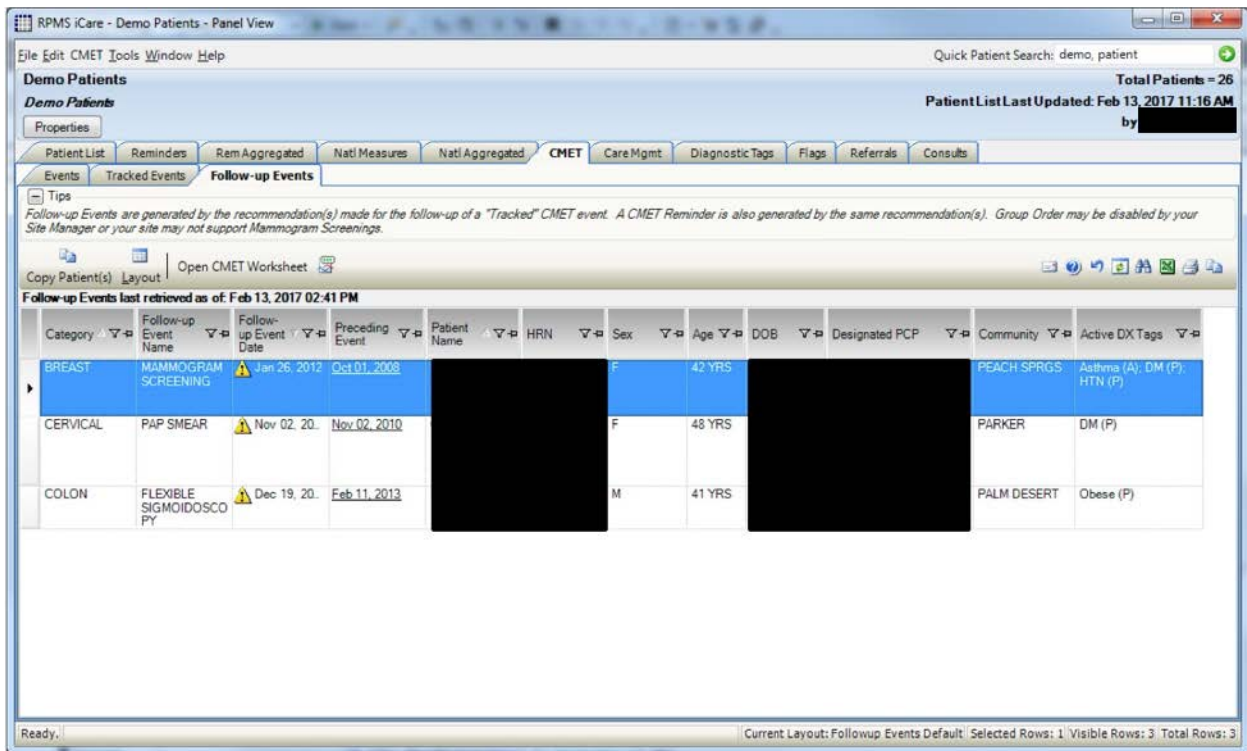 RPMS iCare - Demo Patients - Panel View
File Edit CMET Tools Window Help
Quick Patient Search: demo, patient
Demo Patients
Total Patients = 26
Demo Patients
Patient List Last Updated: Feb 13, 2017 11:16 AM
Properties
by
Patient List Reminders Rem Aggregated Natl Measures Natl Aggregated CMET Care Mgmt Diagnostic Tags Flags Referrals Consults
Events Tracked Events Follow-up Events
Tips
Follow-up Events are generated by the recommendation(s) made for the follow-up of a "Tracked" CMET event. A CMET Reminder is also generated by the same recommendation(s). Group Order may be disabled by your
Site Manager or your site may not support Mammogram Screenings.
Copy Patient(s) Layout Open CMET Worksheet
Follow-up Events last retrieved as of: Feb 13, 2017 02:41 PM
Category Follow-up Event Name Follow-up Event Date Preceding Event Patient Name HRN Sex Age DOB Designated PCP Community Active DX Tags
BREAST MAMMOGRAM Jan 26, 2012 Oct 01, 2008 F 42 YRS PEACH SPRGS Asthma (A); DM (P);
SCREENING HTN (P)
CERVICAL PAP SMEAR Nov 02, 20.. Nov 02, 2010 F 48 YRS PARKER DM (P)
COLON FLEXIBLE Dec 19, 20.. Feb 11, 2013 M 41 YRS PALM DESERT Obese (P)
SIGMOIDOSCO
PY
Ready.
Current Layout: Followup Events Default Selected Rows: 1 Visible Rows: 3 Total Rows: 3